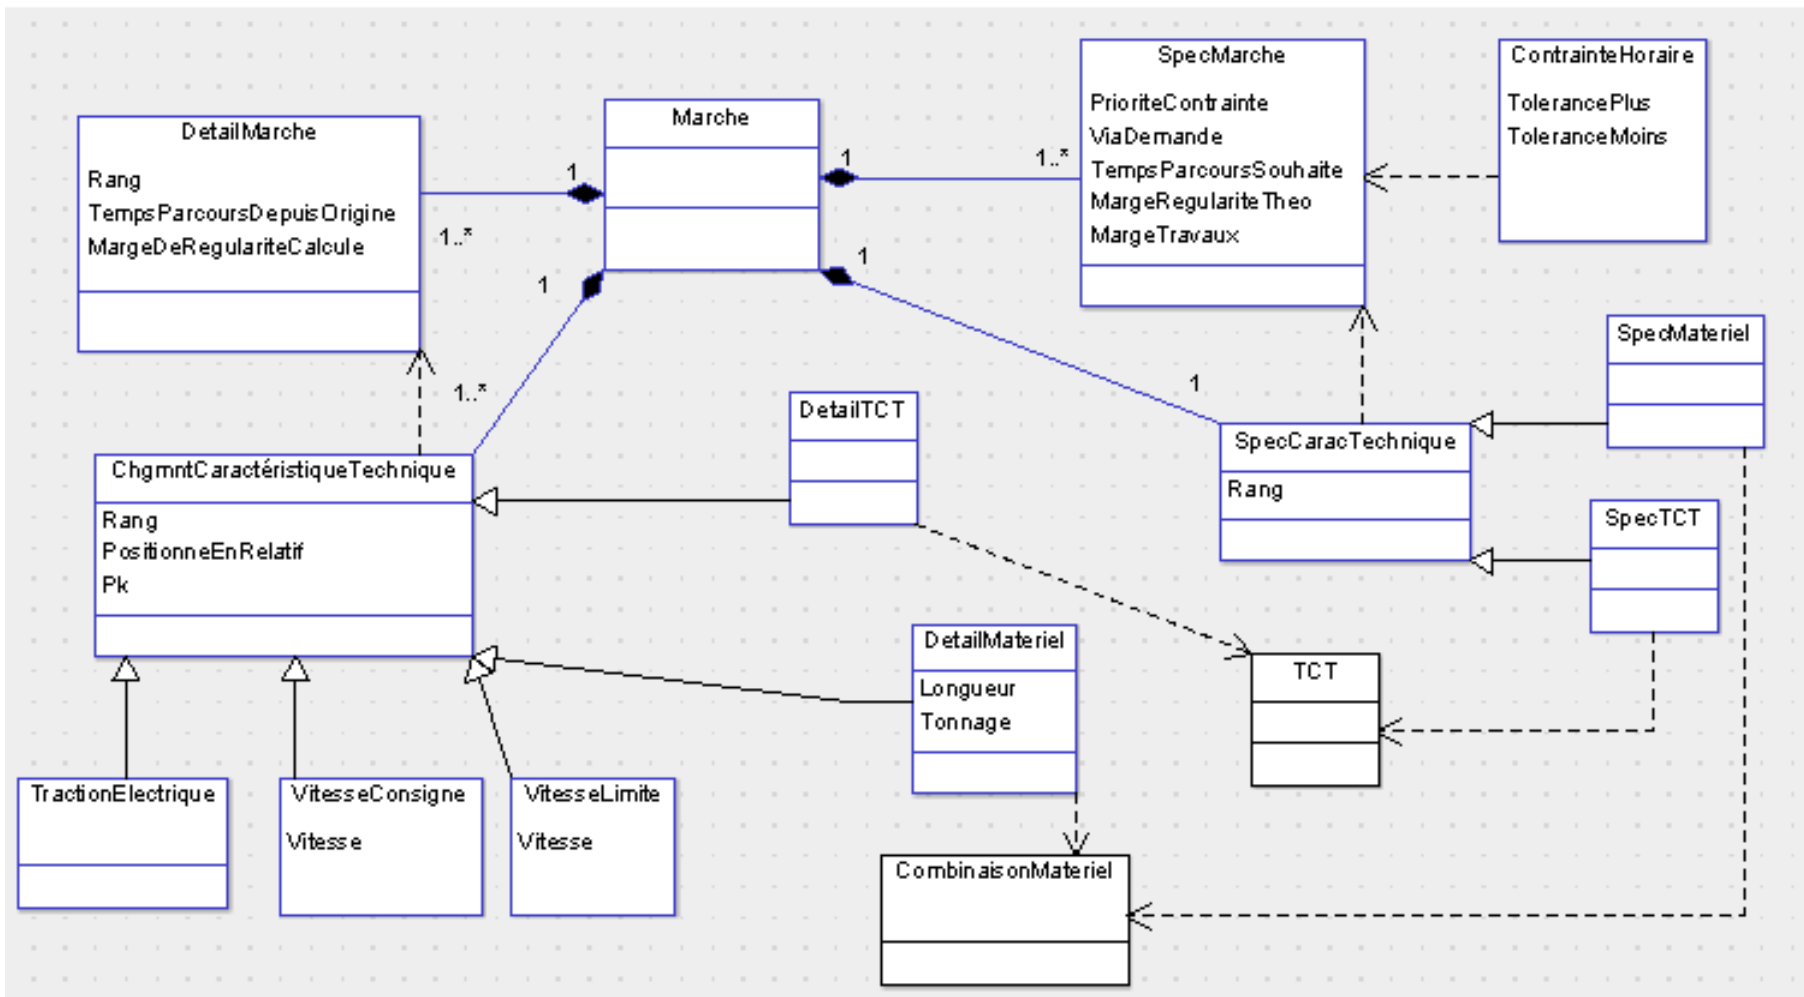 SpecMarche
PrioriteContrainte
ViaDemande
TempsParcoursSouhaite
MargeRegulariteTheo
MargeTravaux
ContrainteHoraire
TolerancePlus
ToleranceMoins
Marche
DetailMarche
Rang
TempsParcoursDepuisOrigine
MargeDeRegulariteCalcule
1
1..*
1
1..*
1
1..*
1
1
SpecMateriel
DetailTCT
SpecCaracTechnique
Rang
ChgmntCaractéristiqueTechnique
Rang
PositionneEnRelatif
Pk
SpecTCT
DetailMateriel
Longueur
Tonnage
TCT
TractionElectrique
VitesseConsigne
Vitesse
VitesseLimite
Vitesse
CombinaisonMateriel